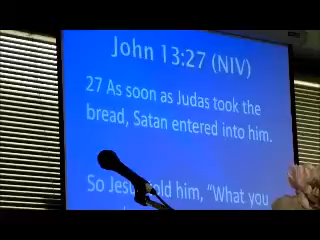 John 13:27 (NIV)
27 As soon as Judas took the
bread, Satan entered into him.
So Jesus told him, “What you